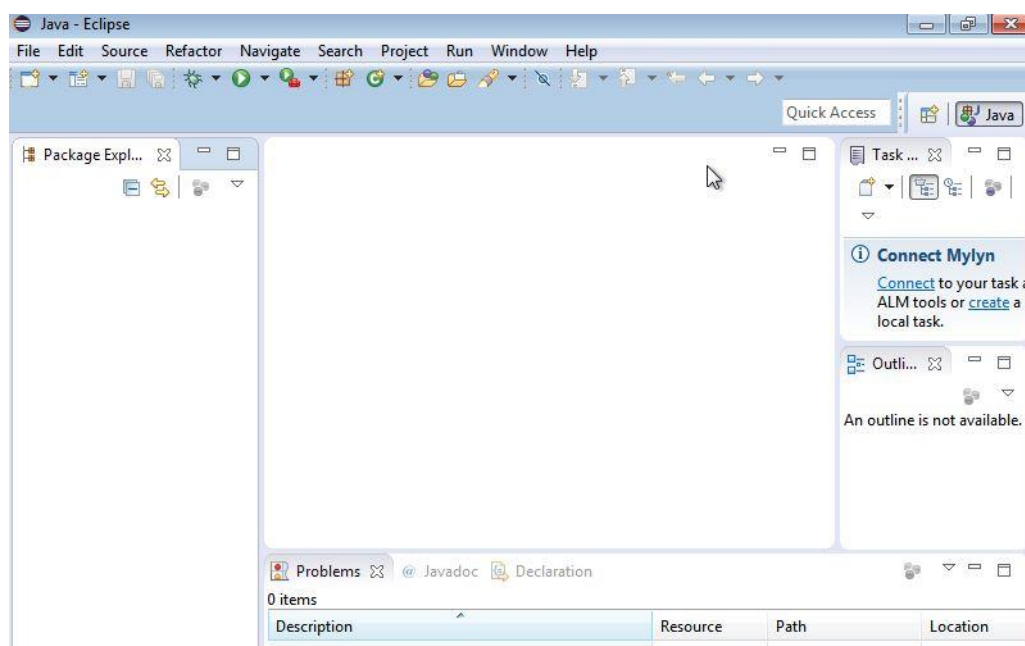 Java - Eclipse
File Edit Source Refactor Navigate Search Project Run Window Help
Quick Access
Java
Package Expl...
Task ...
Connect Mylyn
Connect to your task
ALM tools or create a
local task.
Outli...
An outline is not available.
Problems @ Javadoc Declaration
0 items
Description Resource Path Location